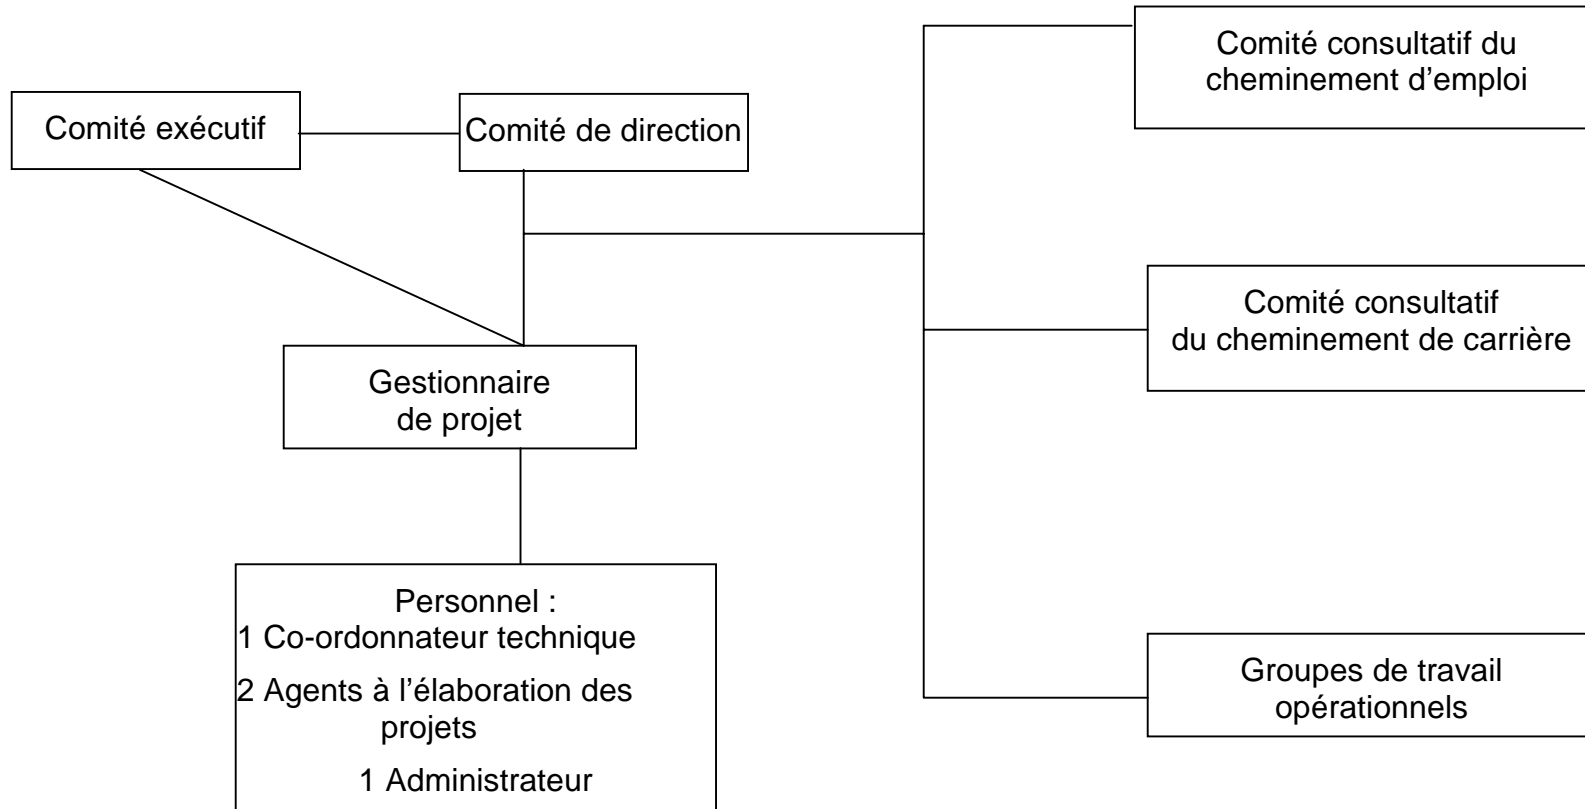 Comité consultatif du
cheminement d’emploi
Comité exécutif
Comité de direction
Comité consultatif
du cheminement de carrière
Gestionnaire
de projet
Personnel :
1 Co-ordonnateur technique
2 Agents à l’élaboration des
projets
1 Administrateur
Groupes de travail
opérationnels